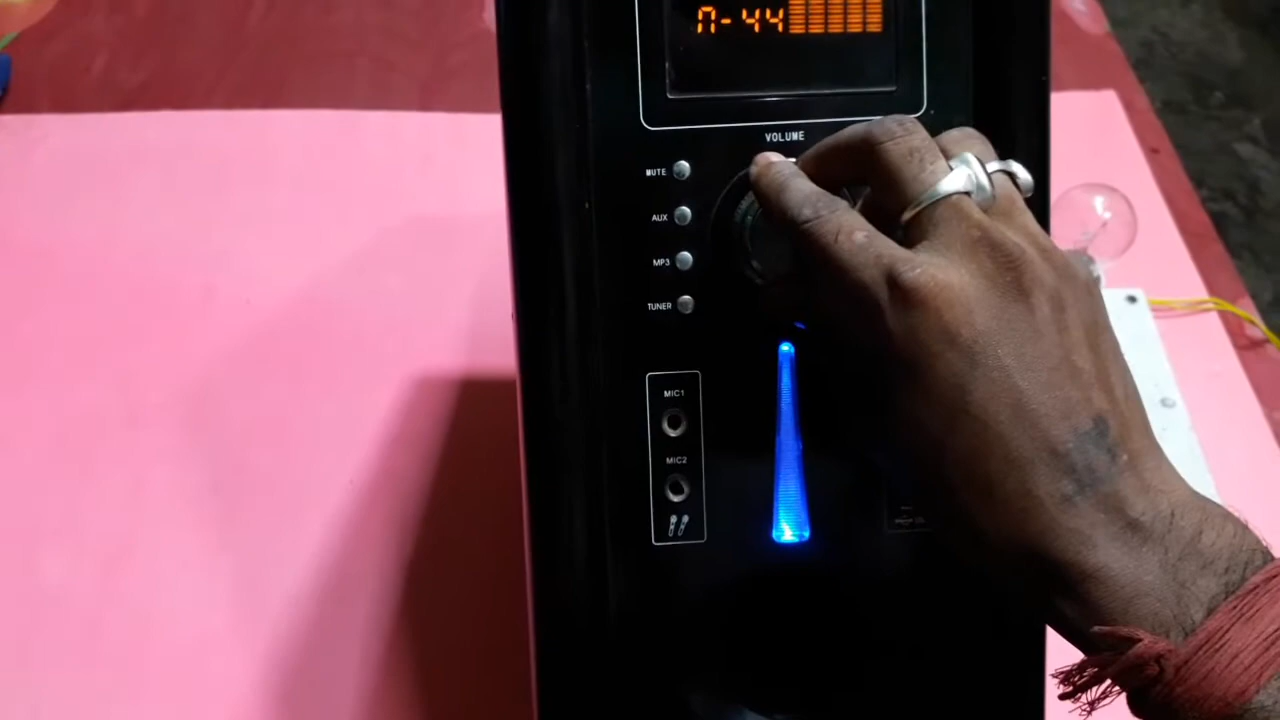 П-44
VOLUME
MUTE
AUX
MP3
TUNER
MIC1
MIC2